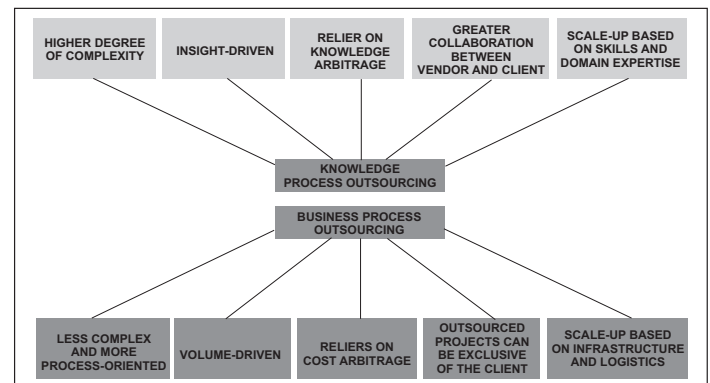 HIGHER DEGREE
OF COMPLEXITY
INSIGHT-DRIVEN
RELIER ON
KNOWLEDGE
ARBITRAGE
GREATER
COLLABORATION
BETWEEN
VENDOR AND CLIENT
SCALE-UP BASED
ON SKILLS AND
DOMAIN EXPERTISE
KNOWLEDGE
PROCESS OUTSOURCING
BUSINESS PROCESS
OUTSOURCING
LESS COMPLEX
AND MORE
PROCESS-ORIENTED
VOLUME-DRIVEN
RELIERS ON
COST ARBITRAGE
OUTSOURCED
PROJECTS CAN
BE EXCLUSIVE
OF THE CLIENT
SCALE-UP BASED
ON INFRASTRUCTURE
AND LOGISTICS